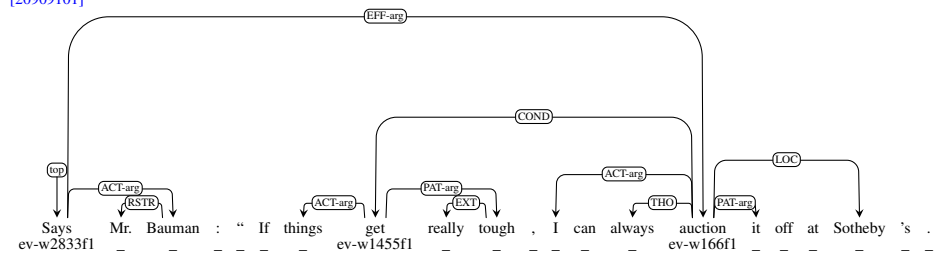 [20909101]
EFF-arg
COND
top
LOC
ACT-arg
ACT-arg
PAT-arg
RSTR
ACT-arg
EXT
THO
PAT-arg
Says Mr. Bauman : “ If things get really tough , I can always auction it off at Sotheby 's .
ev-w2833f1 _ _ _ _ _ _ ev-w1455f1 _ _ _ _ _ _ ev-w166f1 _ _ _ _ _ _